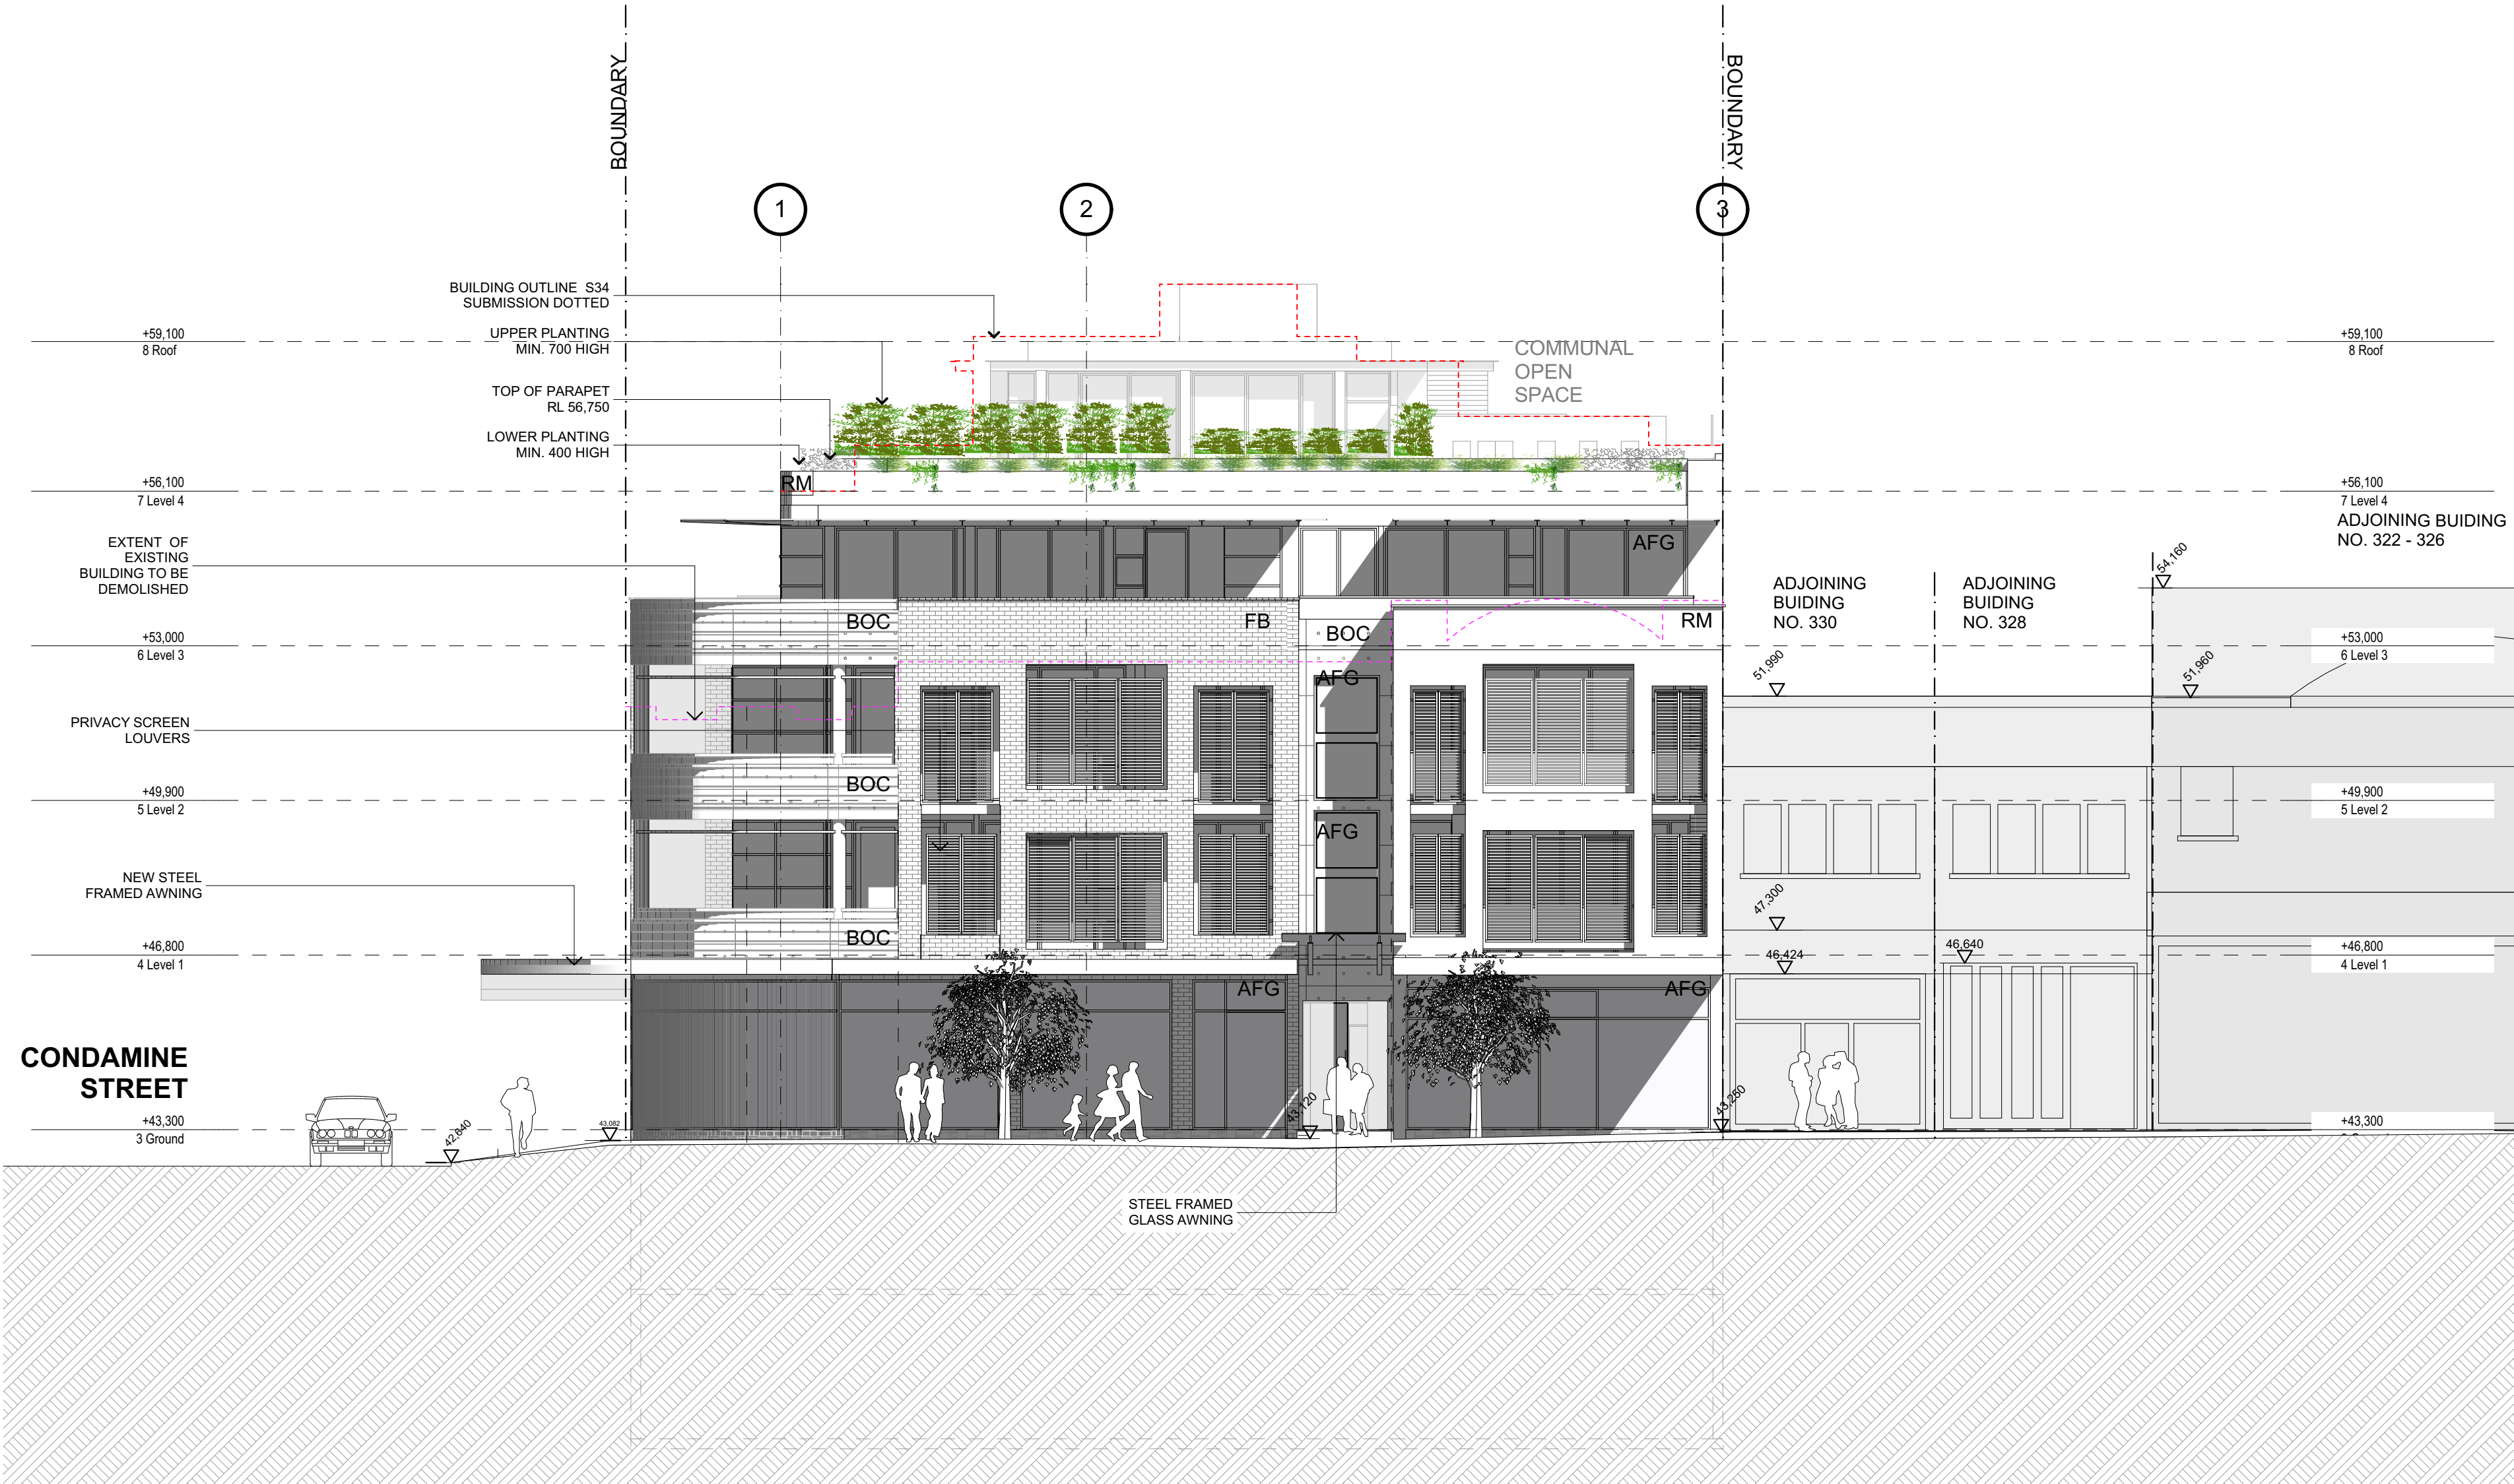 BOUNDARY
BOUNDARY
1
2
3
BUILDING OUTLINE S34
SUBMISSION DOTTED
UPPER PLANTING
MIN. 700 HIGH
TOP OF PARAPET
RL 56,750
LOWER PLANTING
MIN. 400 HIGH
COMMUNAL
OPEN
SPACE
+59,100
8 Roof
+59,100
8 Roof
+56,100
7 Level 4
+56,100
7 Level 4
RM
ADJOINING BUIDING
NO. 322 - 326
EXTENT OF
EXISTING
BUILDING TO BE
DEMOLISHED
AFG
54,160
ADJOINING
BUIDING
NO. 330
ADJOINING
BUIDING
NO. 328
BOC
FB
BOC
RM
+53,000
6 Level 3
+53,000
6 Level 3
51,990
51,960
AFG
PRIVACY SCREEN
LOUVERS
BOC
+49,900
5 Level 2
+49,900
5 Level 2
AFG
NEW STEEL
FRAMED AWNING
47,300
BOC
+46,800
4 Level 1
46,424
46,640
+46,800
4 Level 1
AFG
AFG
CONDAMINE
STREET
+43,300
3 Ground
42,640
43,082
43,120
43,250
+43,300
STEEL FRAMED
GLASS AWNING